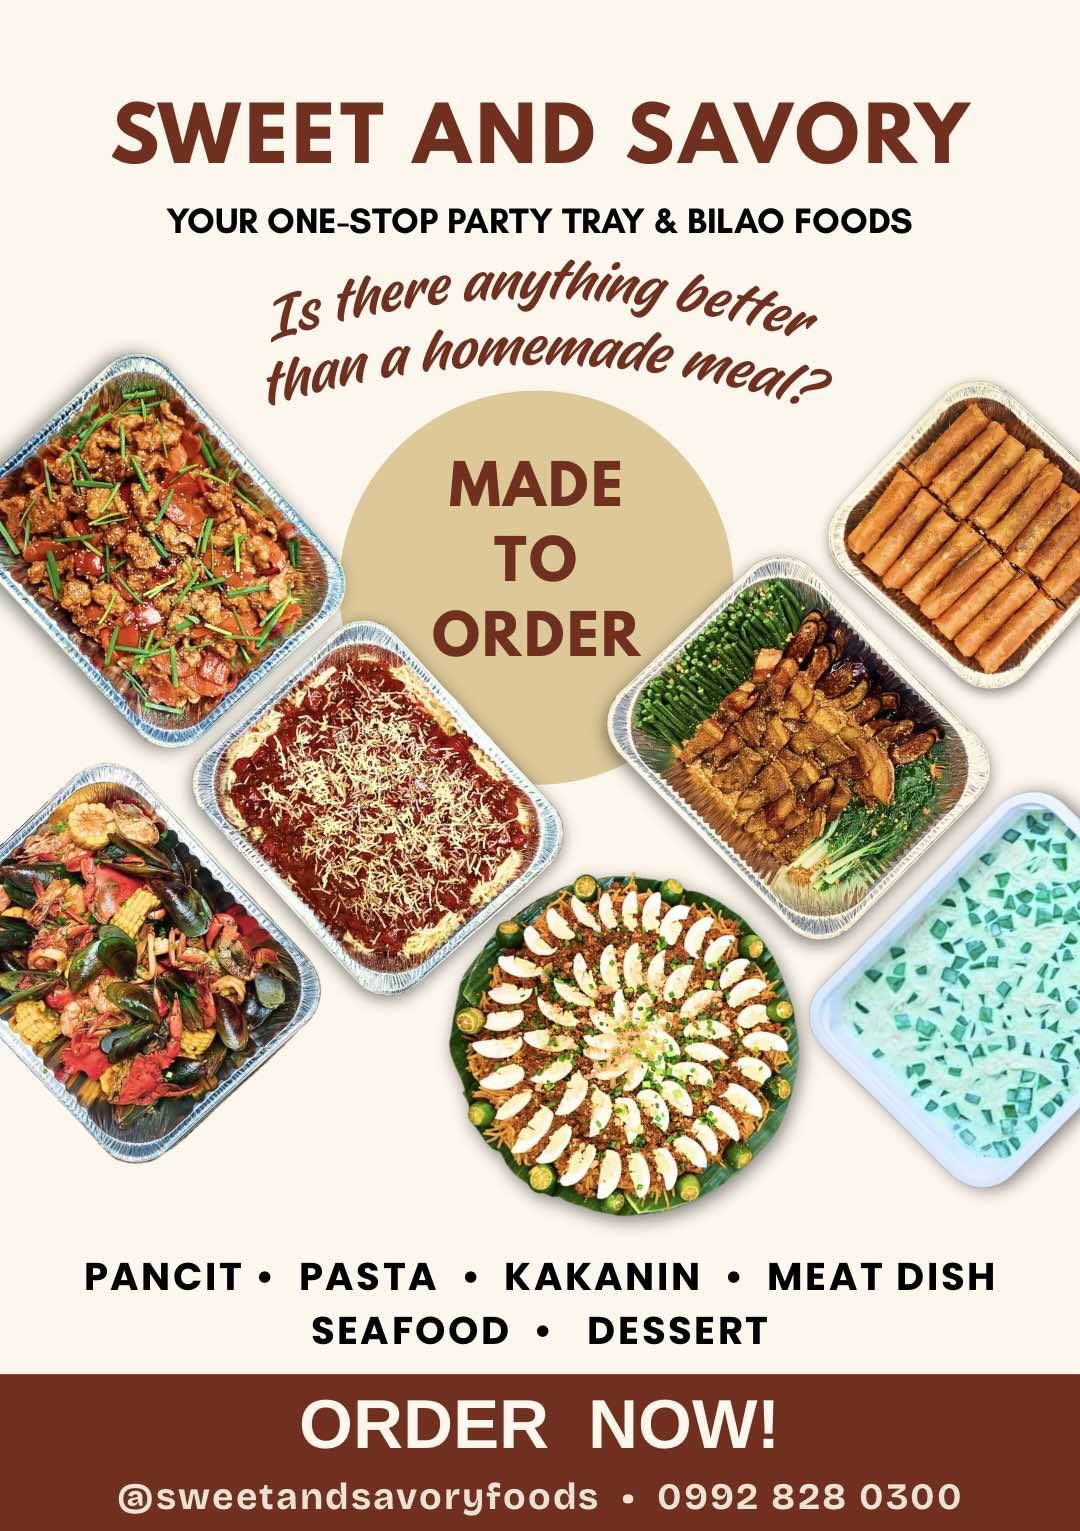 SWEET AND SAVORY
YOUR ONE-STOP PARTY TRAY & BILAO FOODS
Is there anything better
than a homemade meal?
MADE
TO
ORDER
PANCIT • PASTA • KAKANIN • MEAT DISH
SEAFOOD • DESSERT
ORDER NOW!
@sweetandsavoryfoods • 0992 828 0300